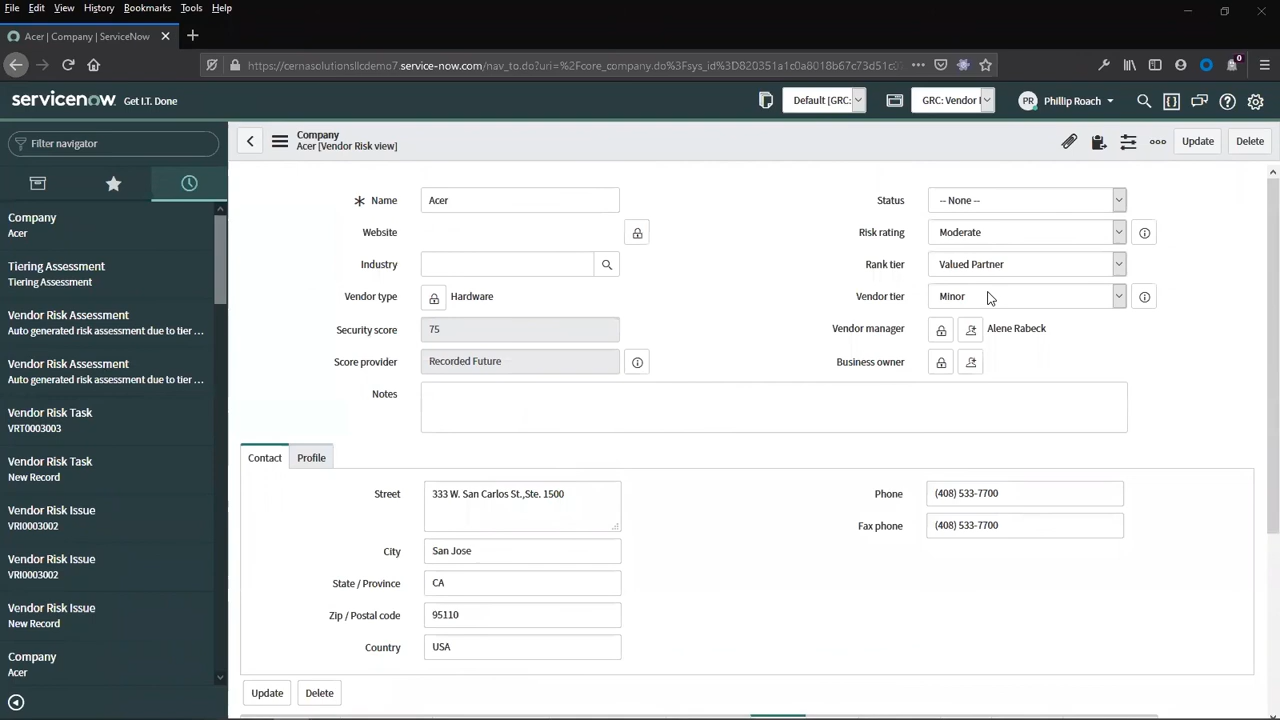 File Edit View History Bookmarks Tools Help
Acer | Company | ServiceNow
https://cernasolutionsllcdemo7.service-now.com/nav_to.do?uri=%2Fcore_company.do%3Fsys_id%3D820351a1c0a8018b67c73d51c0
servicenow Get I.T. Done
Default [GRC:
GRC: Vendor
PR Phillip Roach
Filter navigator
Company
Acer [Vendor Risk view]
Update Delete
Company
Acer
Tiering Assessment
Tiering Assessment
Vendor Risk Assessment
Auto generated risk assessment due to tier ...
Vendor Risk Assessment
Auto generated risk assessment due to tier ...
Vendor Risk Task
VRT0003003
Vendor Risk Task
New Record
Vendor Risk Issue
VRI0003002
Vendor Risk Issue
VRI0003002
Vendor Risk Issue
New Record
Company
Acer
Name Acer
Website
Industry
Vendor type Hardware
Security score 75
Score provider Recorded Future
Notes
Status -- None --
Risk rating Moderate
Rank tier Valued Partner
Vendor tier Minor
Vendor manager Alene Rabeck
Business owner
Contact Profile
Street 333 W. San Carlos St.,Ste. 1500
City San Jose
State / Province CA
Zip / Postal code 95110
Country USA
Phone (408) 533-7700
Fax phone (408) 533-7700
Update Delete